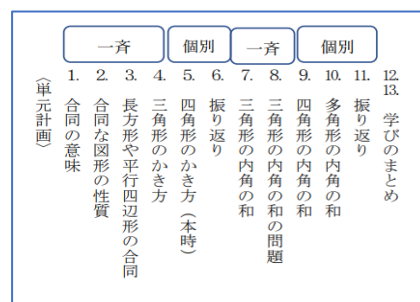 一斉
個別
一斉
個別
〈単元計画〉
1. 合同の意味
2. 合同な図形の性質
3. 長方形や平行四辺形の合同
4. 三角形のかき方
5. 四角形のかき方（本時）
6. 振り返り
7. 三角形の内角の和
8. 三角形の内角の和の問題
9. 四角形の内角の和
10. 多角形の内角の和
11. 振り返り
12. 13. 学びのまとめ